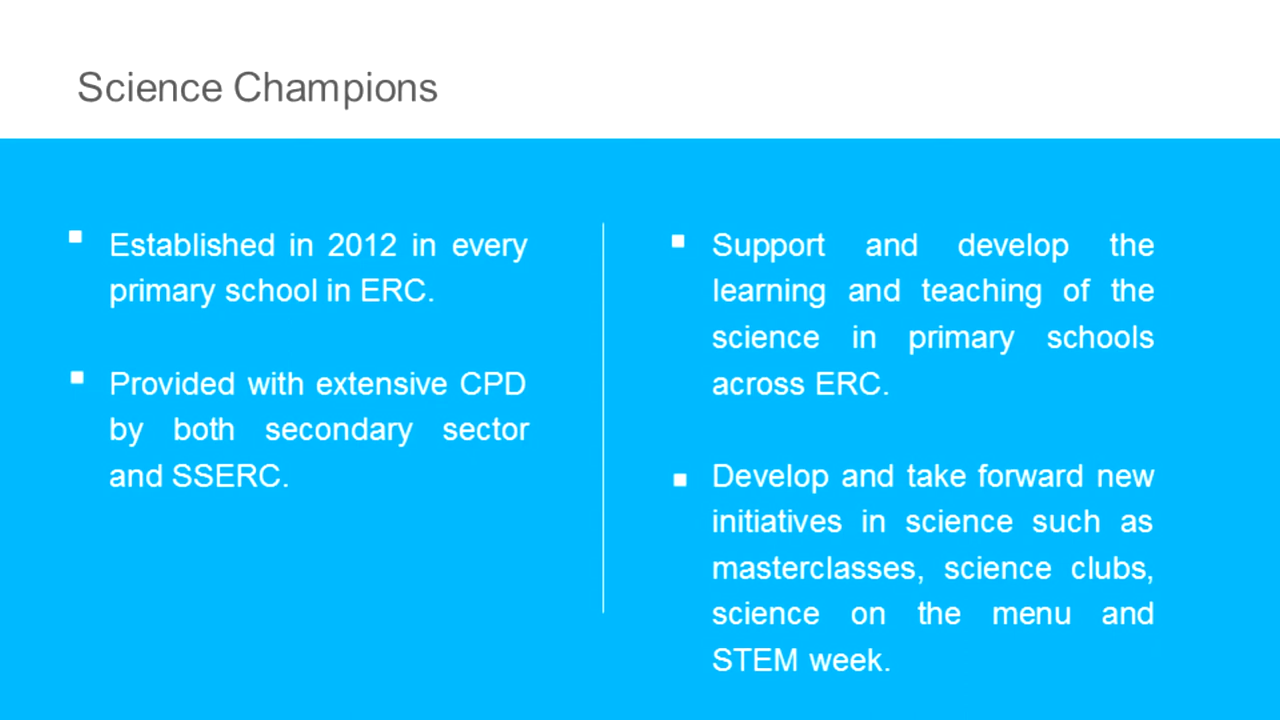 Science Champions
Established in 2012 in every
primary school in ERC.
Provided with extensive CPD
by both secondary sector
and SSERC.
Support and develop the
learning and teaching of the
science in primary schools
across ERC.
Develop and take forward new
initiatives in science such as
masterclasses, science clubs,
science on the menu and
STEM week.